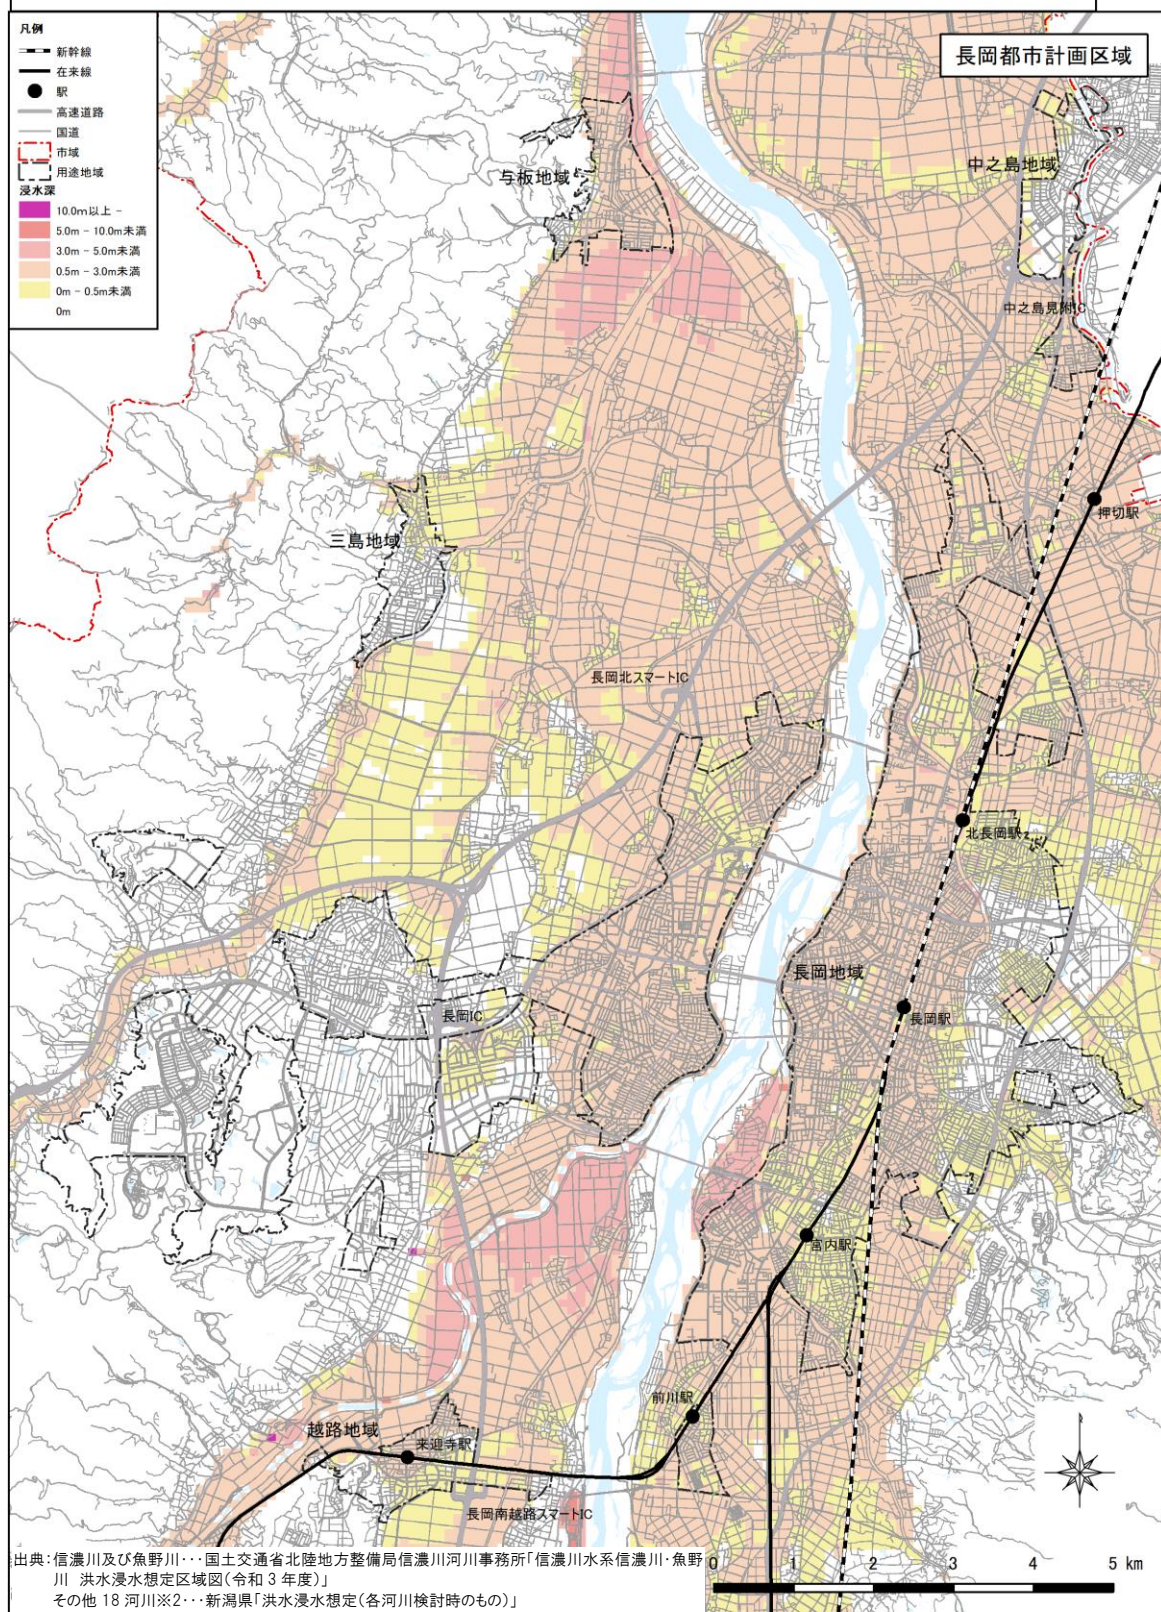 長岡都市計画区域
凡例
新幹線
在来線
駅
高速道路
国道
市域
用途地域
浸水深
10.0m以上 -
5.0m - 10.0m未満
3.0m - 5.0m未満
0.5m - 3.0m未満
0m - 0.5m未満
0m
与板地域
中之島地域
中之島見附IC
押切駅
三島地域
長岡北スマートIC
北長岡駅
長岡地域
長岡駅
長岡IC
宮内駅
前川駅
越路地域
来迎寺駅
長岡南越路スマートIC
0 1 2 3 4 5 km
出典：信濃川及び魚野川･･･国土交通省北陸地方整備局信濃川河川事務所「信濃川水系信濃川・魚野
川 洪水浸水想定区域図(令和3年度)」
その他 18 河川※2･･･新潟県「洪水浸水想定(各河川検討時のもの)」